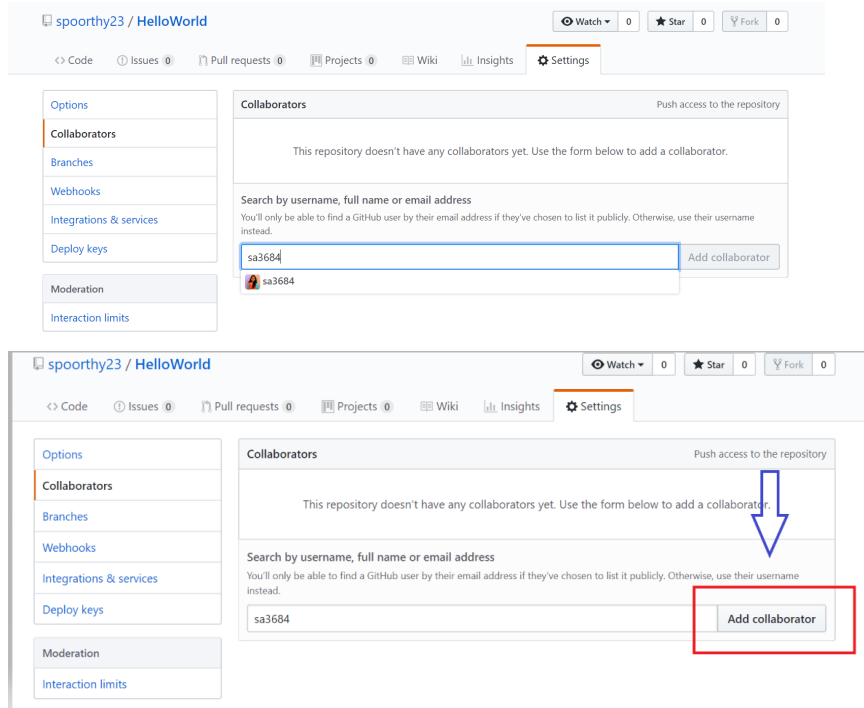 spoorthy23 / HelloWorld
Watch 0 Star 0 Fork 0
Code Issues 0 Pull requests 0 Projects 0 Wiki Insights Settings
Options
Collaborators
Branches
Webhooks
Integrations & services
Deploy keys
Moderation
Interaction limits
Collaborators Push access to the repository
This repository doesn't have any collaborators yet. Use the form below to add a collaborator.
Search by username, full name or email address
You'll only be able to find a GitHub user by their email address if they've chosen to list it publicly. Otherwise, use their username
instead.
sa3684 Add collaborator
sa3684
spoorthy23 / HelloWorld
Watch 0 Star 0 Fork 0
Code Issues 0 Pull requests 0 Projects 0 Wiki Insights Settings
Options
Collaborators
Branches
Webhooks
Integrations & services
Deploy keys
Moderation
Interaction limits
Collaborators Push access to the repository
This repository doesn't have any collaborators yet. Use the form below to add a collaborator.
Search by username, full name or email address
You'll only be able to find a GitHub user by their email address if they've chosen to list it publicly. Otherwise, use their username
instead.
sa3684 Add collaborator